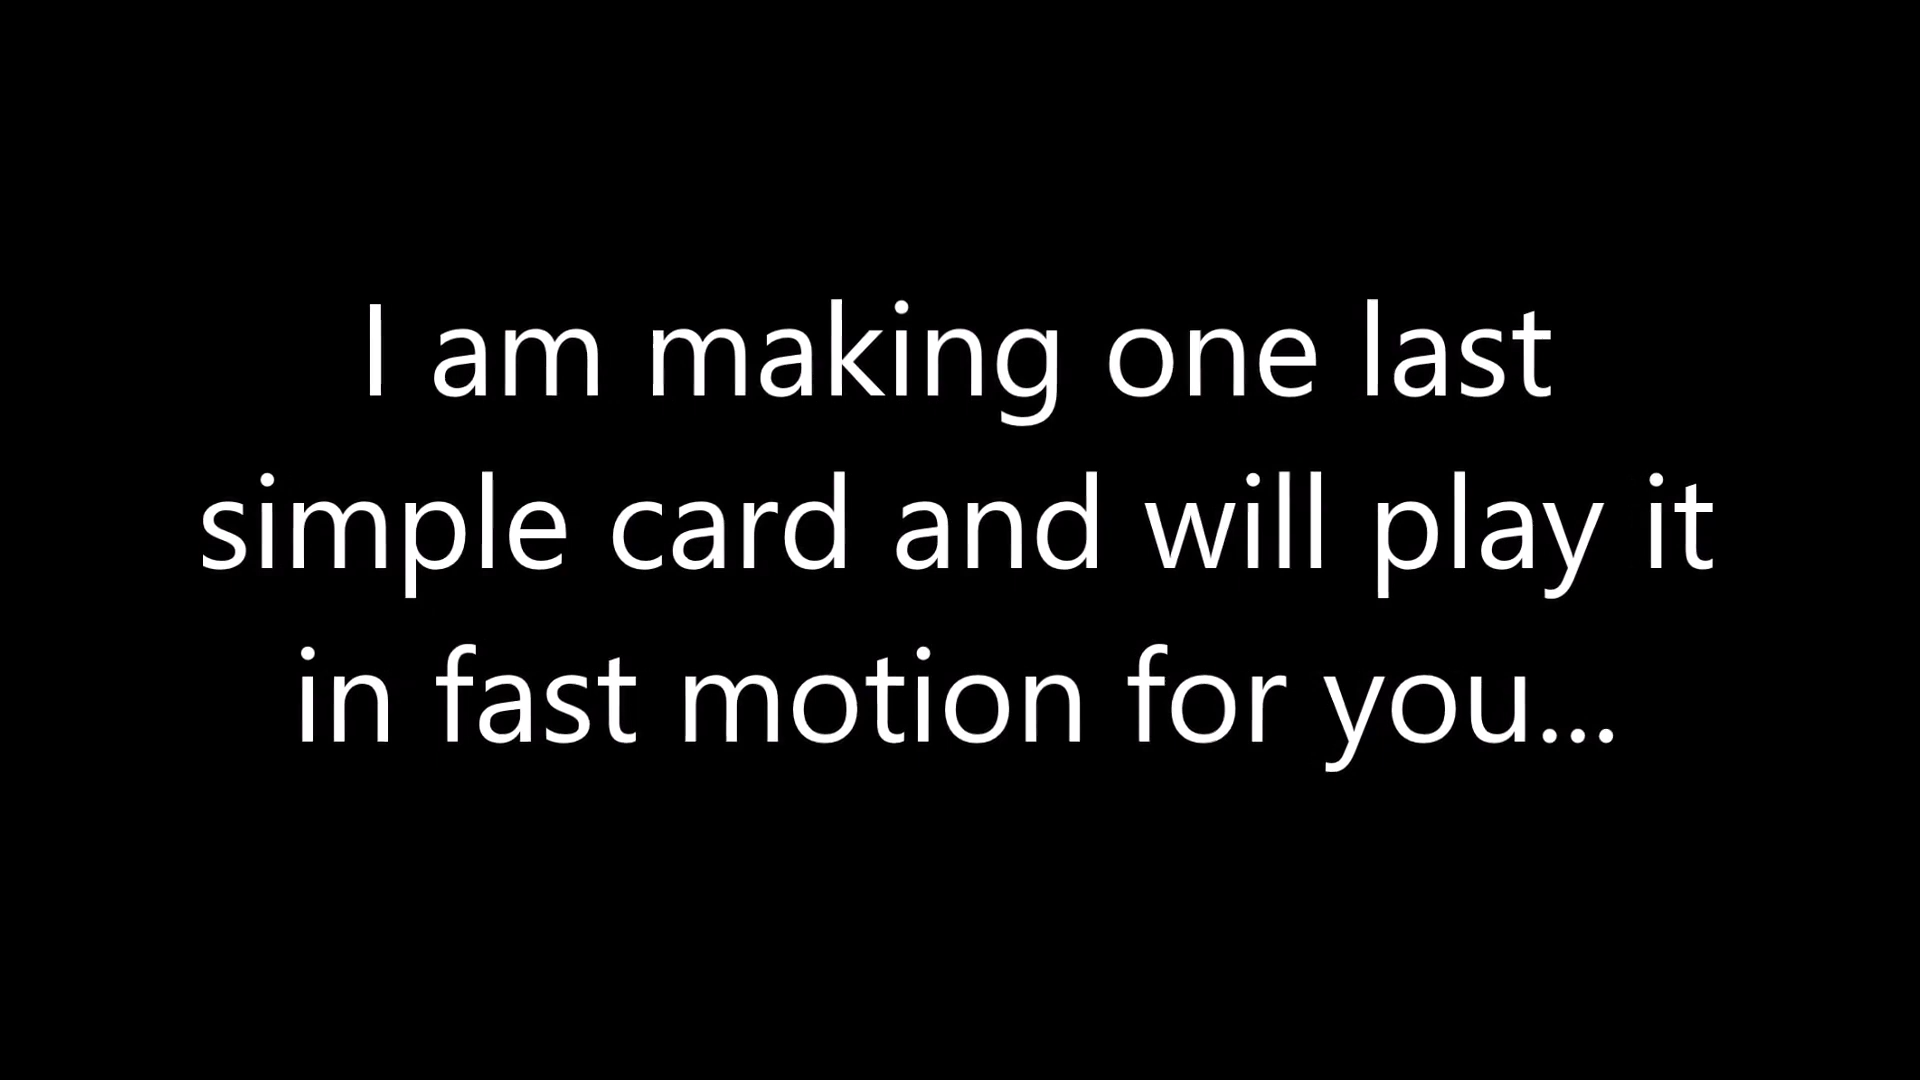 I am making one last
simple card and will play it
in fast motion for you...